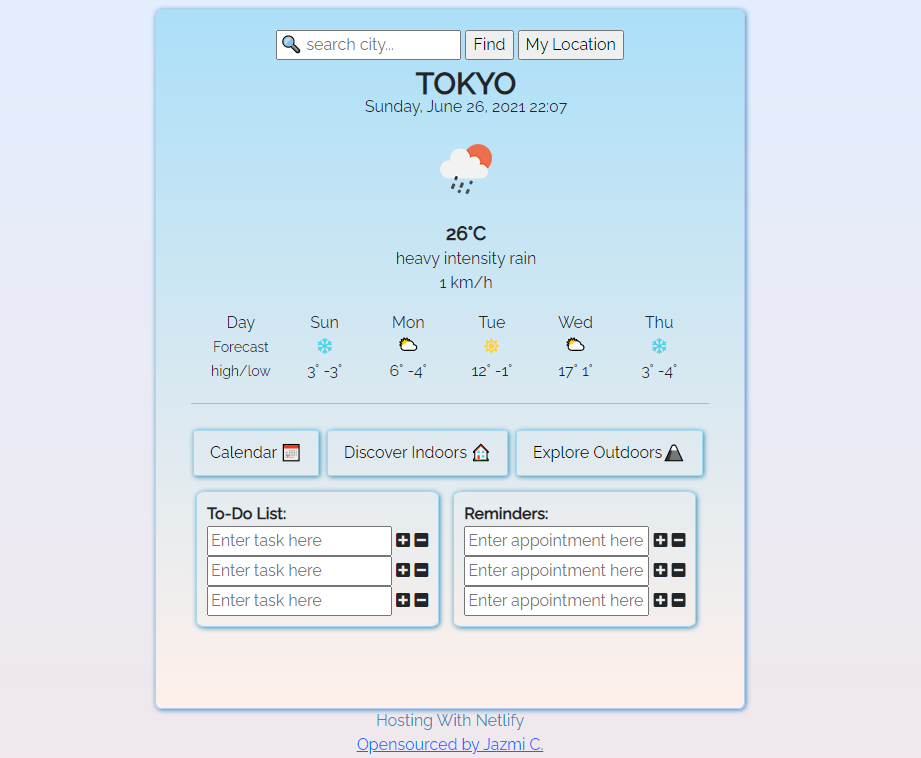 search city... Find My Location
TOKYO
Sunday, June 26, 2021 22:07
26°C
heavy intensity rain
1 km/h
Day Sun Mon Tue Wed Thu
Forecast
high/low 3° -3° 6° -4° 12° -1° 17° 1° 3° -4°
Calendar Discover Indoors Explore Outdoors
To-Do List: Reminders:
Enter task here Enter appointment here
Enter task here Enter appointment here
Enter task here Enter appointment here
Hosting With Netlify
Opensourced by Jazmi C.